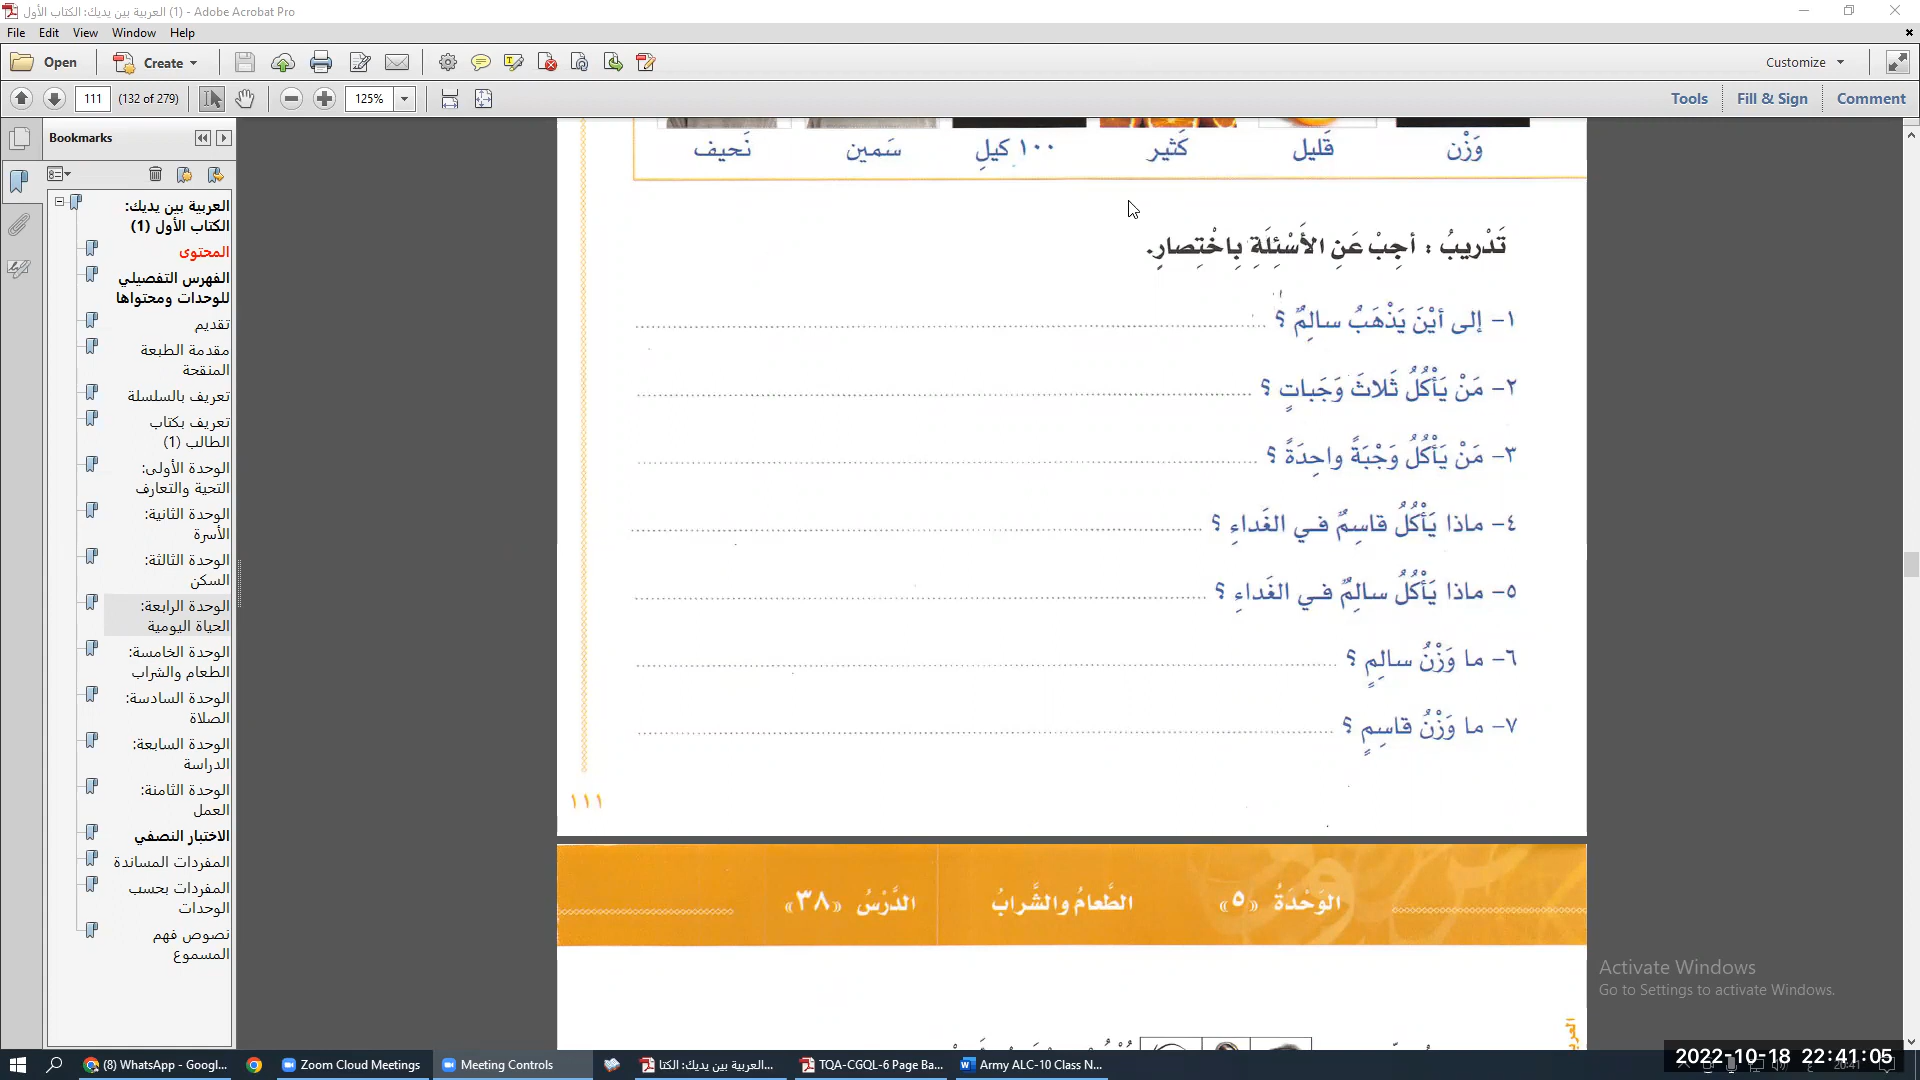 العربية بين يديك: الكتاب الأول (1) - Adobe Acrobat Pro
File Edit View Window Help
Open Create Customize
111 (132 of 279) 125% Tools Fill & Sign Comment
Bookmarks
العربية بين يديك:
الكتاب الأول (1)
المحتوى
الفهرس التفصيلي
للوحدات ومحتواها
تقديم
مقدمة الطبعة
المنقحة
تعريف بالسلسلة
تعريف بكتاب
الطالب (1)
الوحدة الأولى:
التحية والتعارف
الوحدة الثانية:
الأسرة
الوحدة الثالثة:
السكن
الوحدة الرابعة:
الحياة اليومية
الوحدة الخامسة:
الطعام والشراب
الوحدة السادسة:
الصلاة
الوحدة السابعة:
الدراسة
الوحدة الثامنة:
العمل
الاختبار النصفي
المفردات المساندة
المفردات بحسب
الوحدات
نصوص فهم
المسموع
وَزْن قَليل كَثير ١٠٠ كيلِ سَمين نَحيف
تَدْريبُ : أجِبْ عَنِ الأَسْئِلَةِ بِاخْتِصارِ.
١- إلى أيْنَ يَذْهَبُ سالِمٌ ؟
٢- مَنْ يَأْكُلُ ثَلاثَ وَجَباتٍ ؟
٣- مَنْ يَأْكُلُ وَجْبَةً واحِدَةً ؟
٤- ماذا يَأْكُلُ قاسِمٌ في الغَداءِ ؟
٥- ماذا يَأْكُلُ سالِمٌ في الغَداءِ ؟
٦- ما وَزْنُ سالِمٍ ؟
٧- ما وَزْنُ قاسِمٍ ؟
١١١
الوَحْدَةُ «٥» الطَّعامُ والشَّرابُ الدَّرْسُ «٣٨»
Activate Windows
Go to Settings to activate Windows.
(8) WhatsApp - Googl... Zoom Cloud Meetings Meeting Controls العربية بين يديك: الكتا... TQA-CGQL-6 Page Ba... Army ALC-10 Class N...
2022-10-18 22:41:05